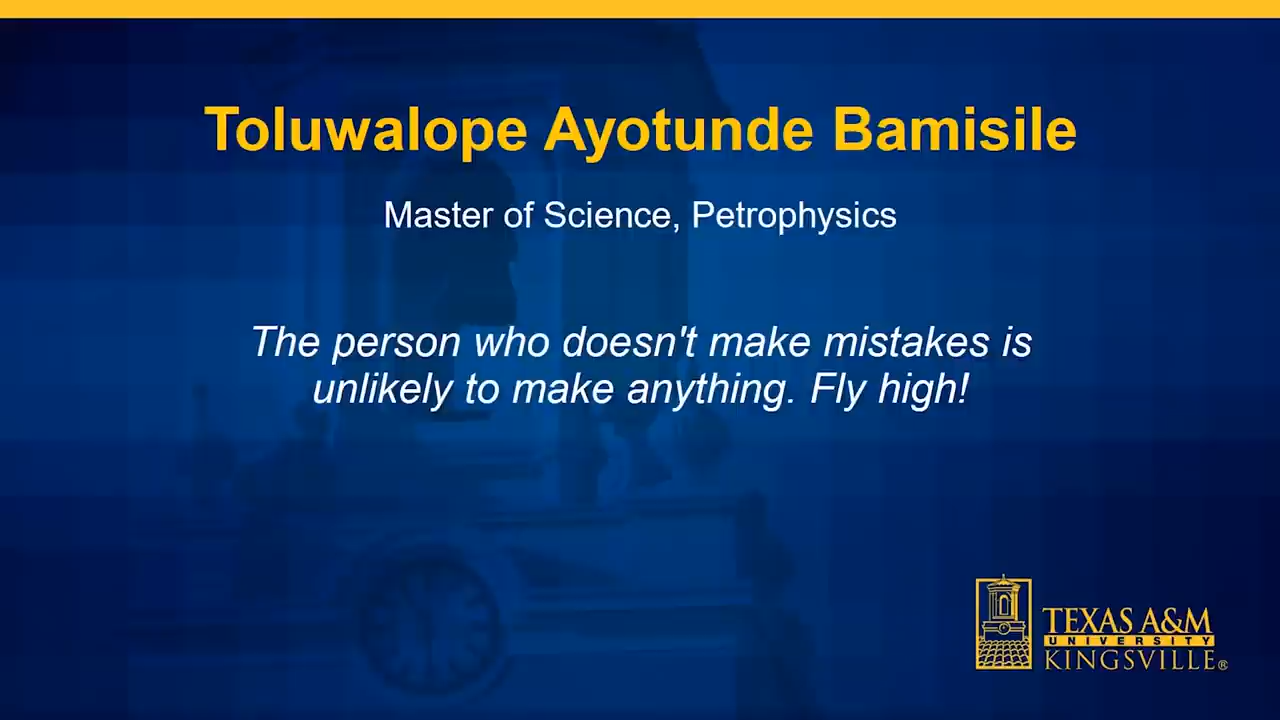 Toluwalope Ayotunde Bamisile
Master of Science, Petrophysics
The person who doesn't make mistakes is
unlikely to make anything. Fly high!
TEXAS A&M
UNIVERSITY
KINGSVILLE®